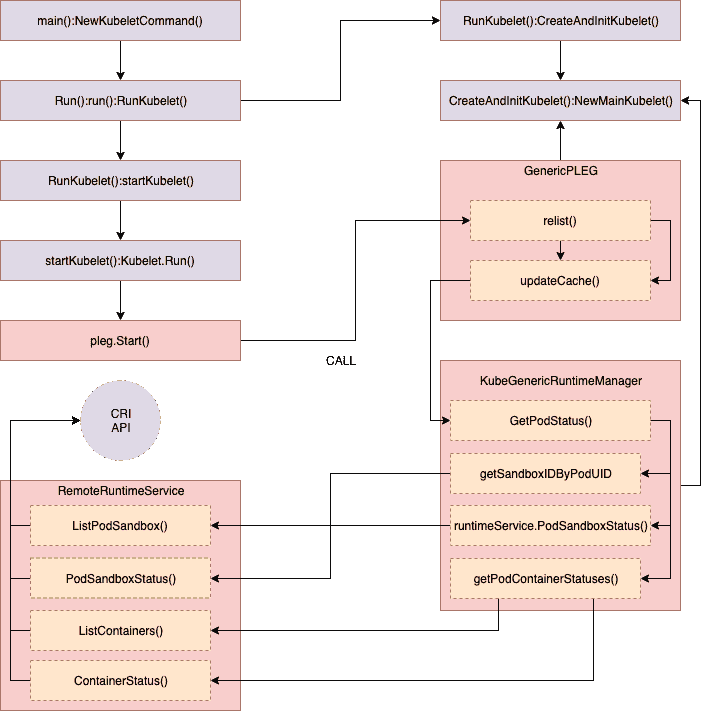 main():NewKubeletCommand()
RunKubelet():CreateAndInitKubelet()
Run():run():RunKubelet()
CreateAndInitKubelet():NewMainKubelet()
RunKubelet():startKubelet()
GenericPLEG
relist()
startKubelet():Kubelet.Run()
updateCache()
pleg.Start()
CALL
KubeGenericRuntimeManager
CRI
API
GetPodStatus()
getSandboxIDByPodUID
RemoteRuntimeService
ListPodSandbox()
runtimeService.PodSandboxStatus()
PodSandboxStatus()
getPodContainerStatuses()
ListContainers()
ContainerStatus()